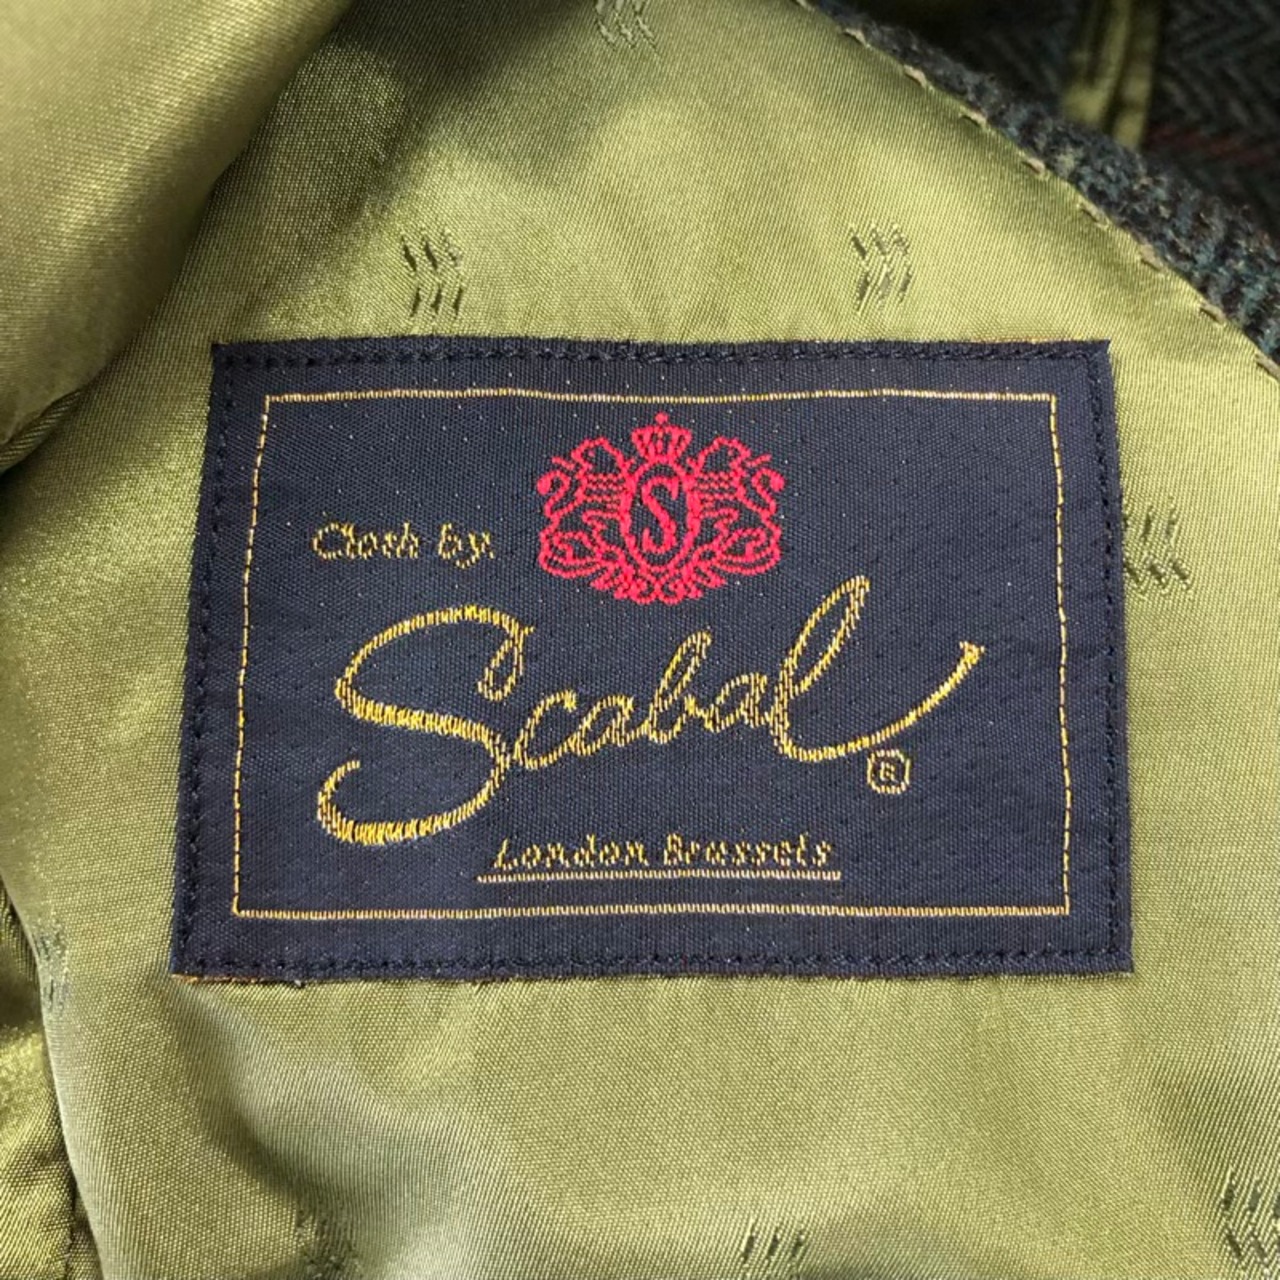 Cloth by.
S
Scabal ®
London Brussels